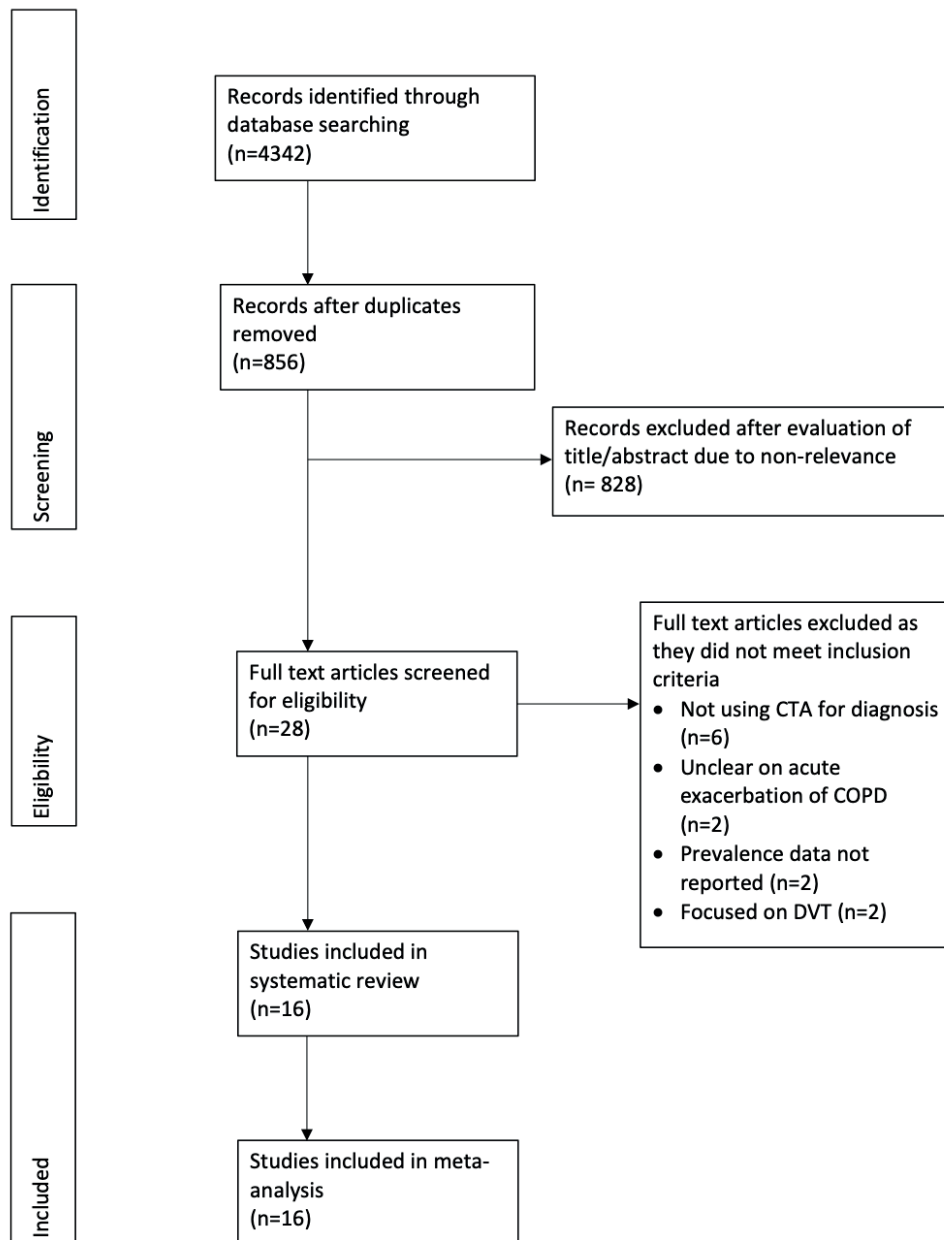 Identification
Records identified through
database searching
(n=4342)
Screening
Records after duplicates
removed
(n=856)
Records excluded after evaluation of
title/abstract due to non-relevance
(n= 828)
Eligibility
Full text articles screened
for eligibility
(n=28)
Full text articles excluded as
they did not meet inclusion
criteria
• Not using CTA for diagnosis
(n=6)
• Unclear on acute
exacerbation of COPD
(n=2)
• Prevalence data not
reported (n=2)
• Focused on DVT (n=2)
Included
Studies included in
systematic review
(n=16)
Studies included in meta-
analysis
(n=16)